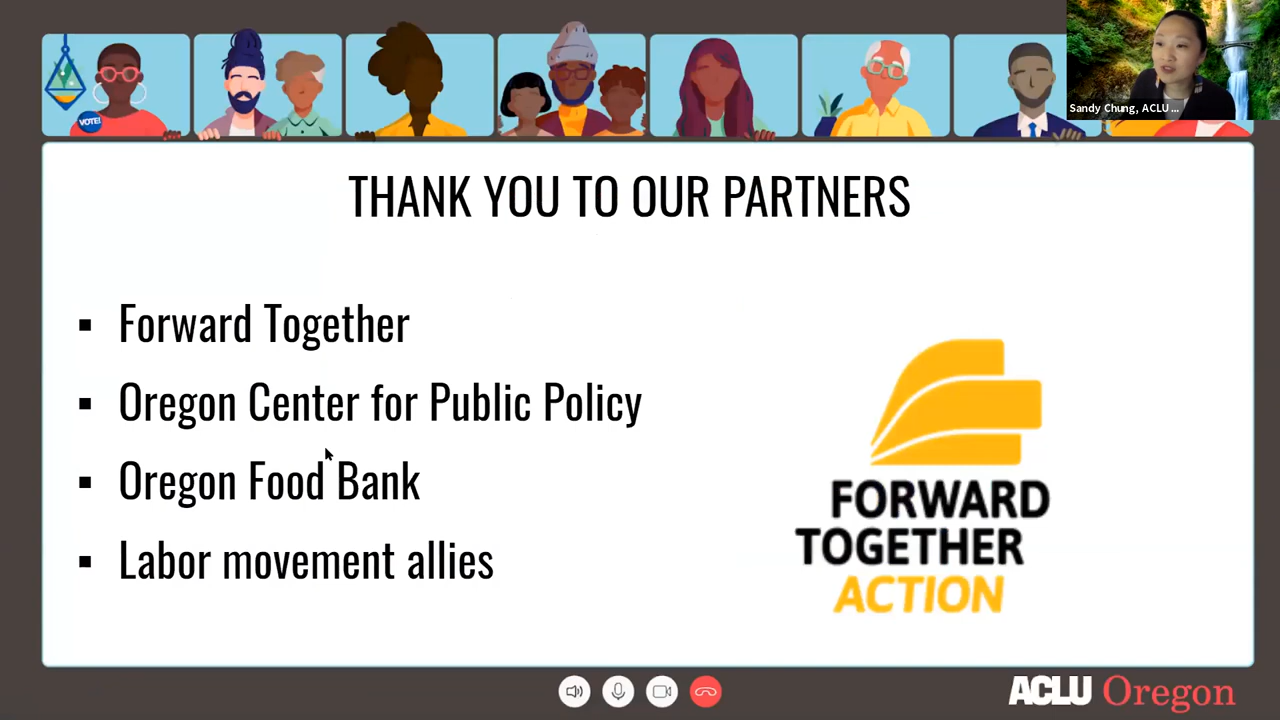 VOTE!
Sandy Chung, ACLU ...
THANK YOU TO OUR PARTNERS
▪ Forward Together
▪ Oregon Center for Public Policy
▪ Oregon Food Bank
▪ Labor movement allies
FORWARD
TOGETHER
ACTION
ACLU Oregon